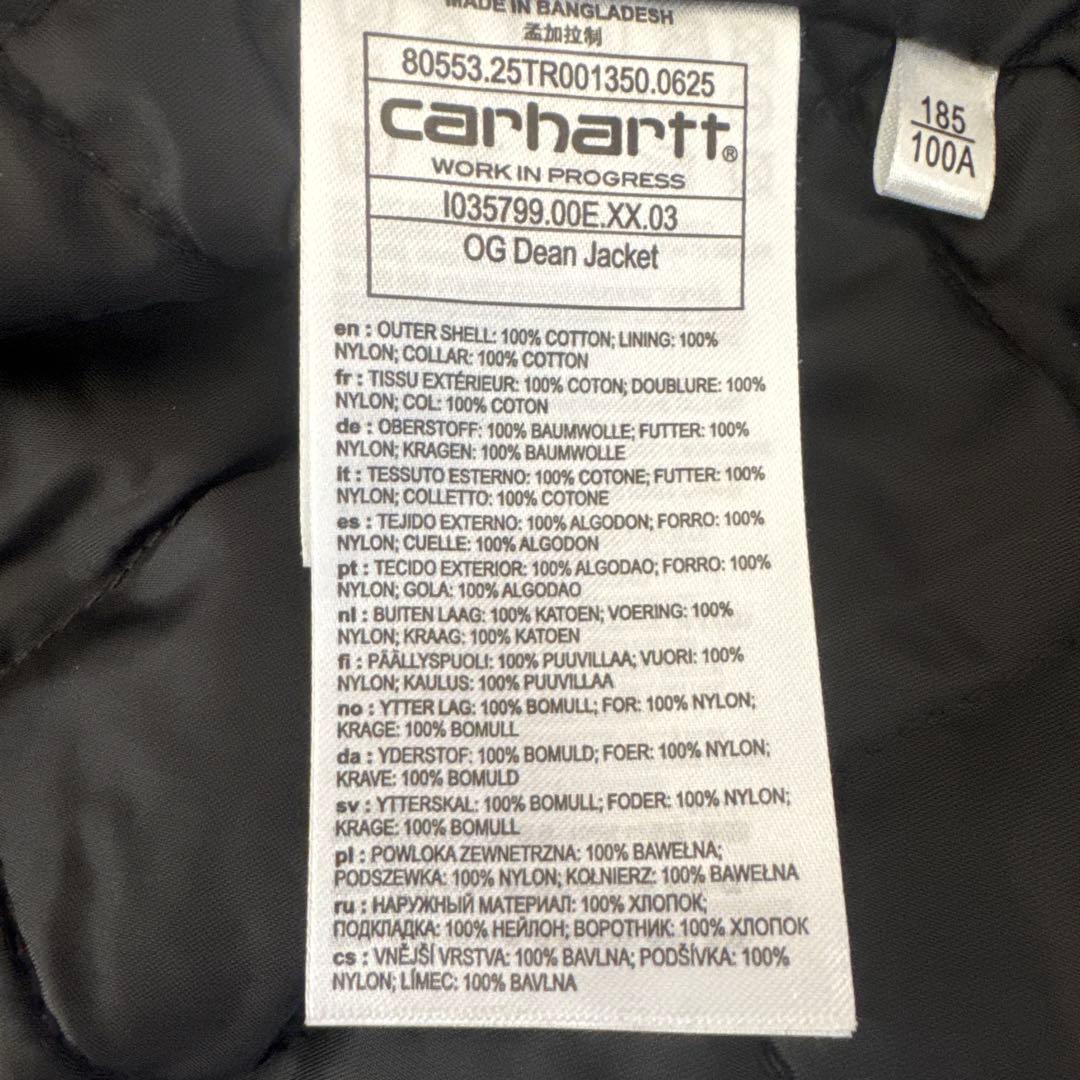 MADE IN BANGLADESH
孟加拉制
80553.25TR001350.0625
carhartt®
WORK IN PROGRESS
I035799.00E.XX.03
OG Dean Jacket
en : OUTER SHELL: 100% COTTON; LINING: 100%
NYLON; COLLAR: 100% COTTON
fr : TISSU EXTÉRIEUR: 100% COTON; DOUBLURE: 100%
NYLON; COL: 100% COTON
de : OBERSTOFF: 100% BAUMWOLLE; FUTTER: 100%
NYLON; KRAGEN: 100% BAUMWOLLE
it : TESSUTO ESTERNO: 100% COTONE; FUTTER: 100%
NYLON; COLLETTO: 100% COTONE
es : TEJIDO EXTERNO: 100% ALGODON; FORRO: 100%
NYLON; CUELLE: 100% ALGODON
pt : TECIDO EXTERIOR: 100% ALGODAO; FORRO: 100%
NYLON; GOLA: 100% ALGODAO
nl : BUITEN LAAG: 100% KATOEN; VOERING: 100%
NYLON; KRAAG: 100% KATOEN
fi : PÄÄLLYSPUOLI: 100% PUUVILLAA; VUORI: 100%
NYLON; KAULUS: 100% PUUVILLAA
no : YTTER LAG: 100% BOMULL; FOR: 100% NYLON;
KRAGE: 100% BOMULL
da : YDERSTOF: 100% BOMULD; FOER: 100% NYLON;
KRAVE: 100% BOMULD
sv : YTTERSKAL: 100% BOMULL; FODER: 100% NYLON;
KRAGE: 100% BOMULL
pl : POWLOKA ZEWNETRZNA: 100% BAWEŁNA;
PODSZEWKA: 100% NYLON; KOŁNIERZ: 100% BAWEŁNA
ru : НАРУЖНЫЙ МАТЕРИАЛ: 100% ХЛОПОК;
ПОДКЛАДКА: 100% НЕЙЛОН; ВОРОТНИК: 100% ХЛОПОК
cs : VNĚJŠÍ VRSTVA: 100% BAVLNA; PODŠÍVKA: 100%
NYLON; LÍMEC: 100% BAVLNA
185
100A